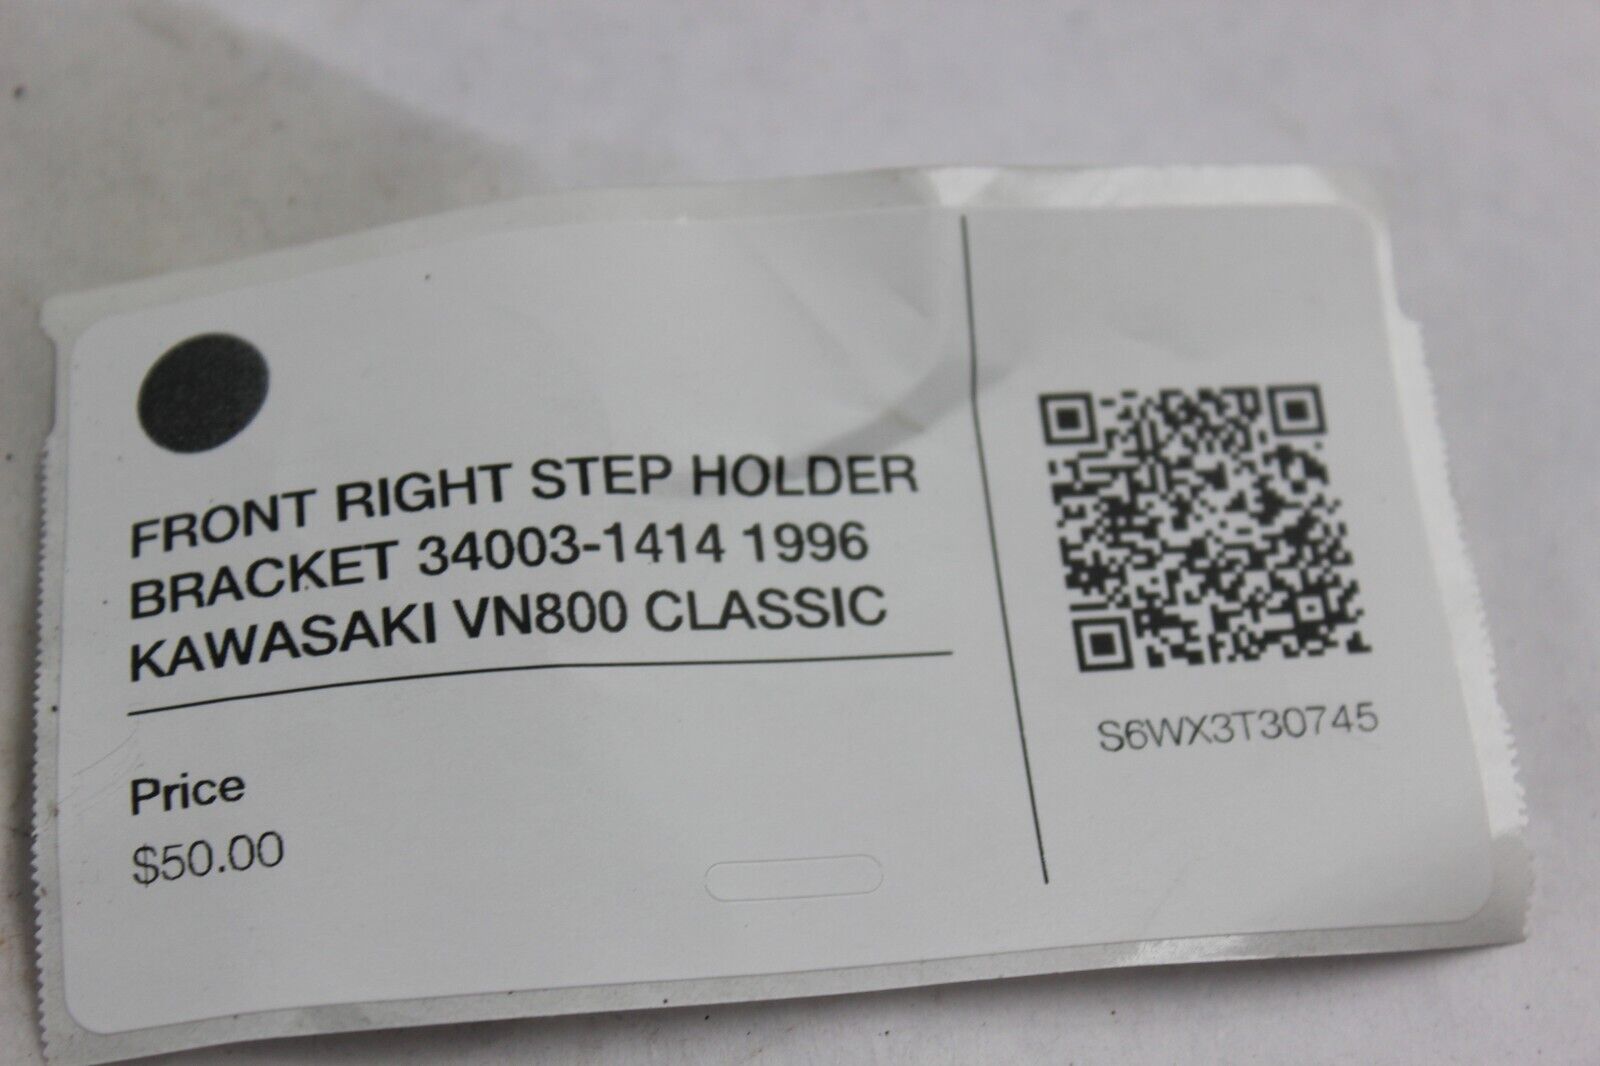 FRONT RIGHT STEP HOLDER
BRACKET 34003-1414 1996
KAWASAKI VN800 CLASSIC
Price
$50.00
S6WX3T30745